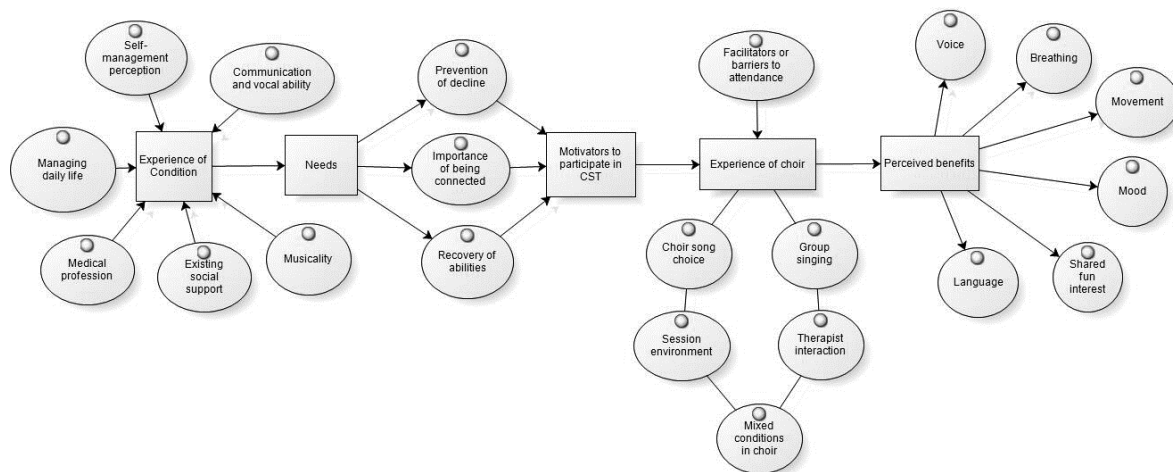 Self-
management
perception
Communication
and vocal ability
Managing
daily life
Experience of
Condition
Medical
profession
Existing
social
support
Musicality
Needs
Prevention
of decline
Importance
of being
connected
Recovery of
abilities
Motivators to
participate in
CST
Facilitators or
barriers to
attendance
Experience of choir
Choir song
choice
Group
singing
Session
environment
Therapist
interaction
Mixed
conditions
in choir
Perceived benefits
Voice
Breathing
Movement
Mood
Shared
fun
interest
Language